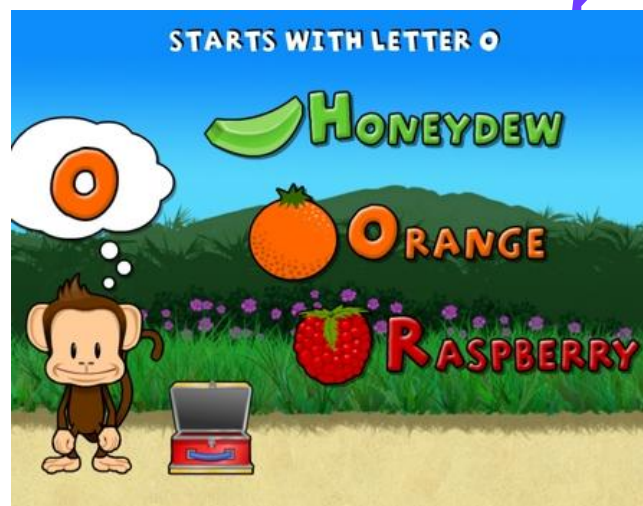 STARTS WITH LETTER O
HONEYDEW
O
ORANGE
RASPBERRY